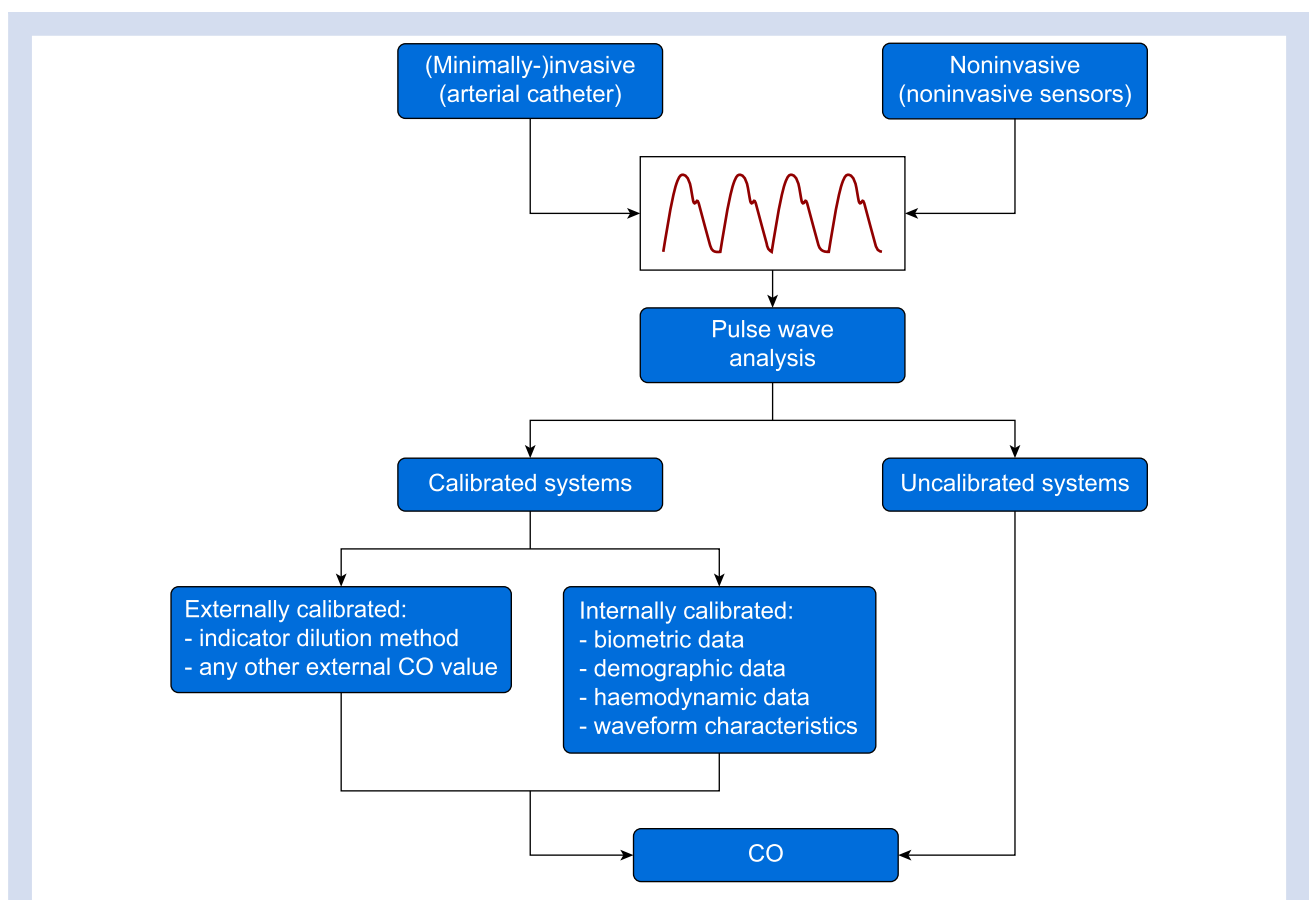 (Minimally-)invasive
(arterial catheter)
Noninvasive
(noninvasive sensors)
Pulse wave
analysis
Calibrated systems
Uncalibrated systems
Externally calibrated:
- indicator dilution method
- any other external CO value
Internally calibrated:
- biometric data
- demographic data
- haemodynamic data
- waveform characteristics
CO